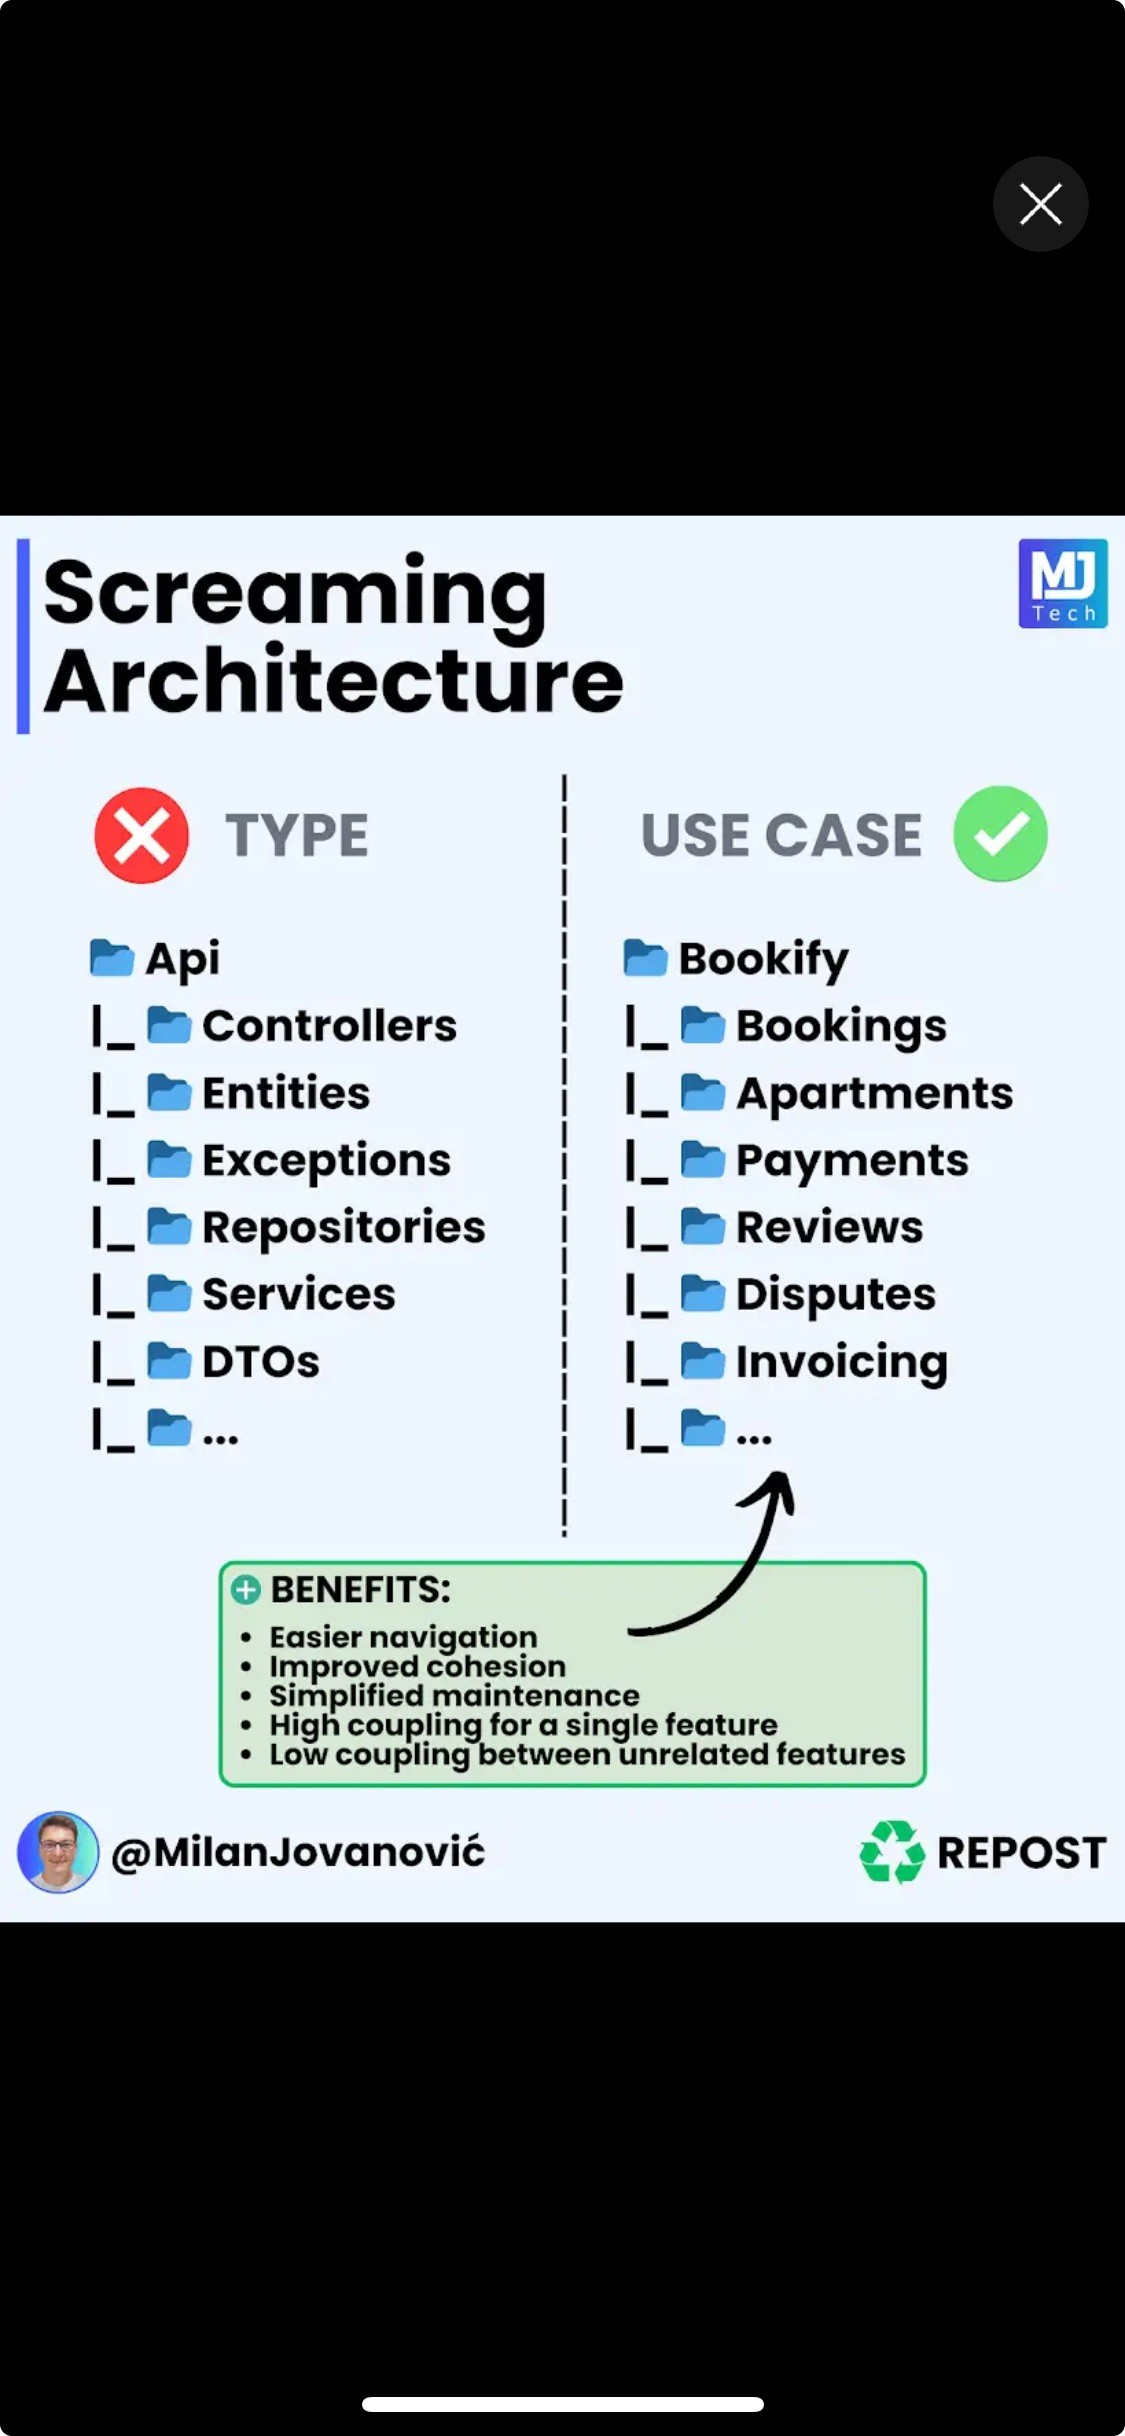 Screaming
Architecture
MJ
Tech
TYPE
Api
|_ Controllers
|_ Entities
|_ Exceptions
|_ Repositories
|_ Services
|_ DTOs
|_ ...
USE CASE
Bookify
|_ Bookings
|_ Apartments
|_ Payments
|_ Reviews
|_ Disputes
|_ Invoicing
|_ ...
BENEFITS:
• Easier navigation
• Improved cohesion
• Simplified maintenance
• High coupling for a single feature
• Low coupling between unrelated features
@MilanJovanović
REPOST